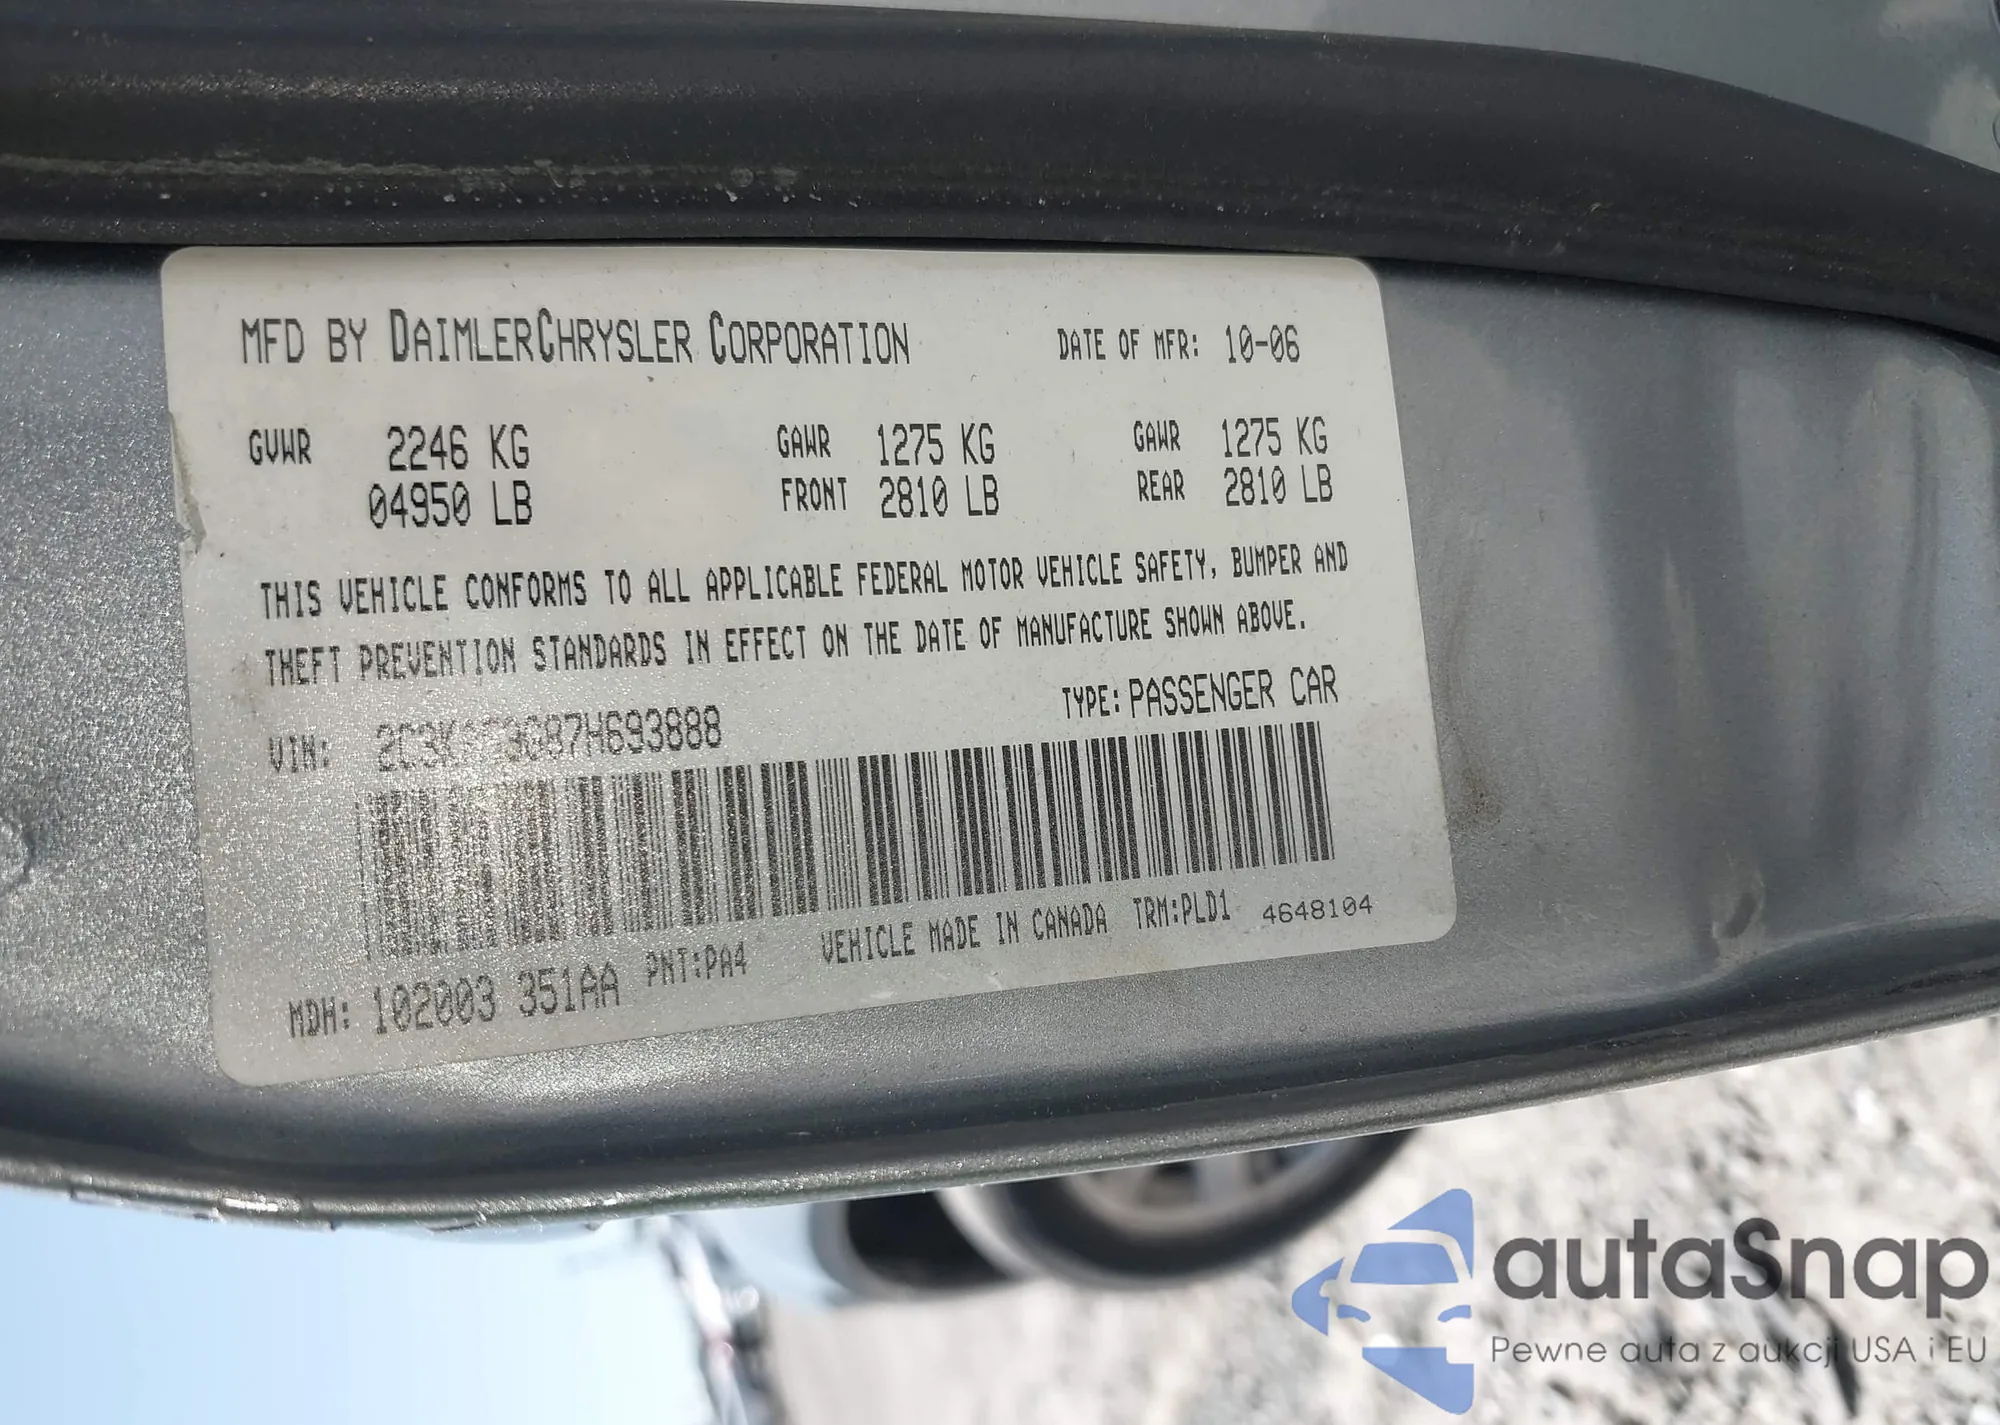 MFD BY DAIMLERCHRYSLER CORPORATION DATE OF MFR: 10-06
GVWR 2246 KG GAWR 1275 KG GAWR 1275 KG
04950 LB FRONT 2810 LB REAR 2810 LB
THIS VEHICLE CONFORMS TO ALL APPLICABLE FEDERAL MOTOR VEHICLE SAFETY, BUMPER AND
THEFT PREVENTION STANDARDS IN EFFECT ON THE DATE OF MANUFACTURE SHOWN ABOVE.
VIN: TYPE: PASSENGER CAR
MDH: 102003 351AA PNT:PA4 VEHICLE MADE IN CANADA TRM:PLD1 4648104
autaSnap
Pewne auta z aukcji USA i EU